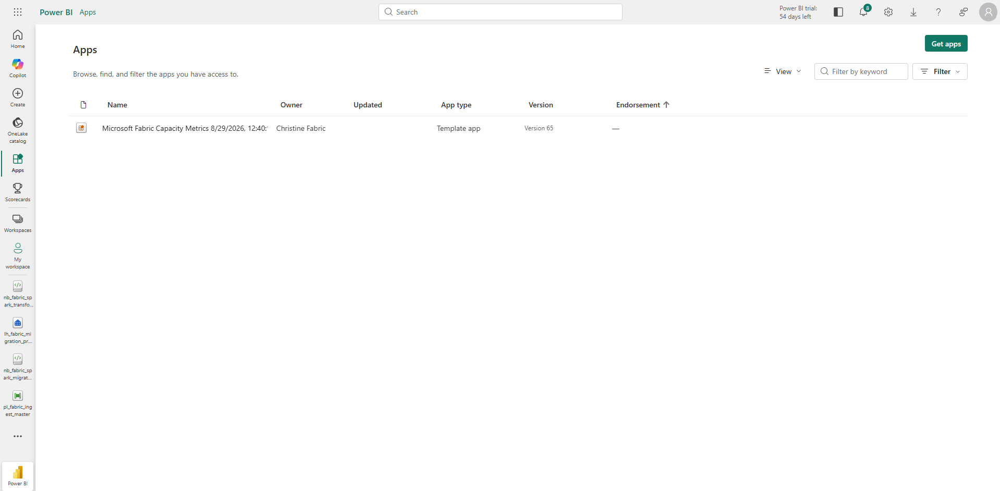 Power BI Apps
Search
Power BI trial:
54 days left
8
Home
Copilot
Create
OneLake
catalog
Apps
Scorecards
Workspaces
My
workspace
nb_fabric_sp
ark_transfo...
lh_fabric_mi
gration_pr...
nb_fabric_sp
ark_migrat...
pl_fabric_ing
est_master
Power BI
Apps
Get apps
Browse, find, and filter the apps you have access to.
View
Filter by keyword
Filter
Name Owner Updated App type Version Endorsement
Microsoft Fabric Capacity Metrics 8/29/2026, 12:40: Christine Fabric Template app Version 65 —